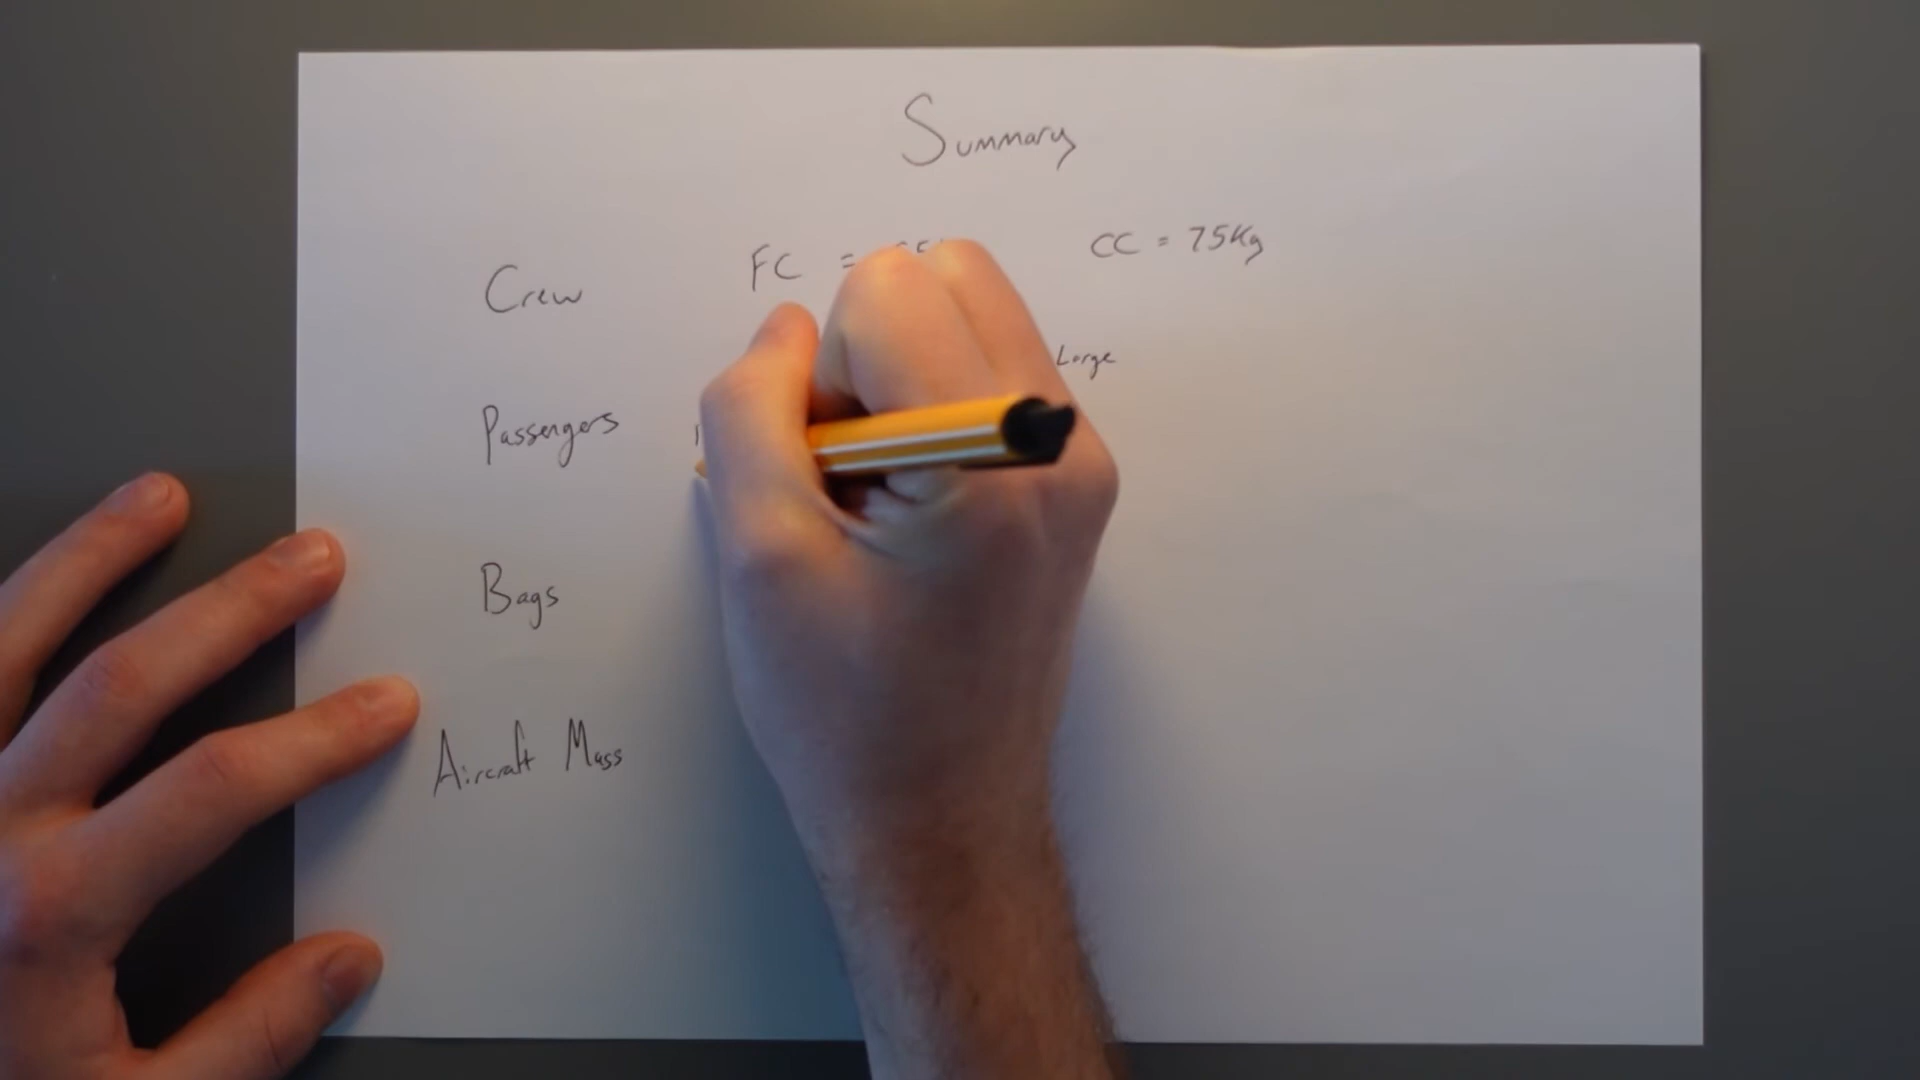 Summary
FC = CC = 75Kg
Crew
Large
Passengers
Bags
Aircraft Mass